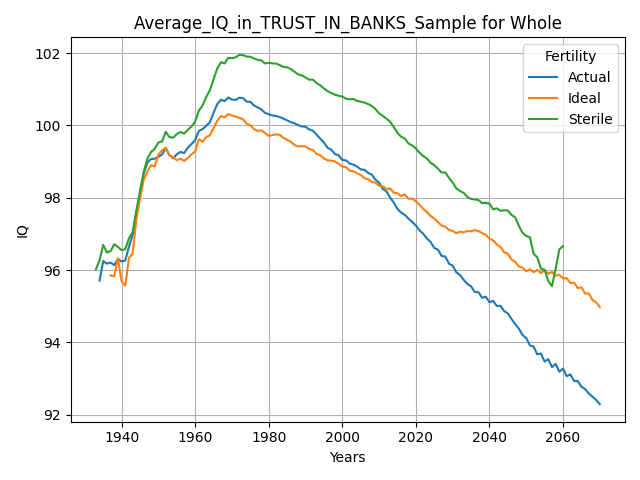 Average_IQ_in_TRUST_IN_BANKS_Sample for Whole
Fertility
Actual
Ideal
Sterile
102
100
98
96
94
92
IQ
1940 1960 1980 2000 2020 2040 2060
Years